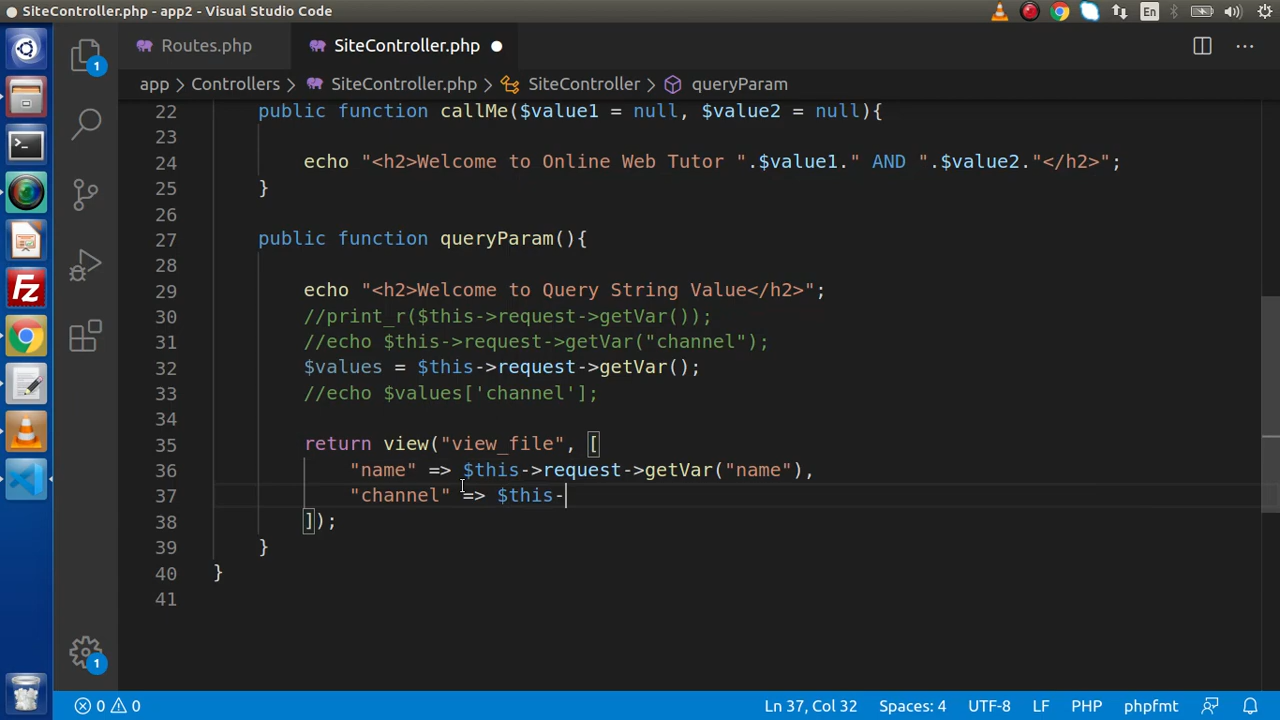 SiteController.php - app2 - Visual Studio Code
En
Routes.php
SiteController.php
app > Controllers > SiteController.php > SiteController > queryParam
22 public function callMe($value1 = null, $value2 = null){
23
24 echo "<h2>Welcome to Online Web Tutor ".$value1." AND ".$value2."</h2>";
25 }
26
27 public function queryParam(){
28
29 echo "<h2>Welcome to Query String Value</h2>";
30 //print_r($this->request->getVar());
31 //echo $this->request->getVar("channel");
32 $values = $this->request->getVar();
33 //echo $values['channel'];
34
35 return view("view_file", [
36 "name" => $this->request->getVar("name"),
37 "channel" => $this-
38 ]);
39 }
40 }
41
1
1
Fz
0 0 Ln 37, Col 32 Spaces: 4 UTF-8 LF PHP phpfmt